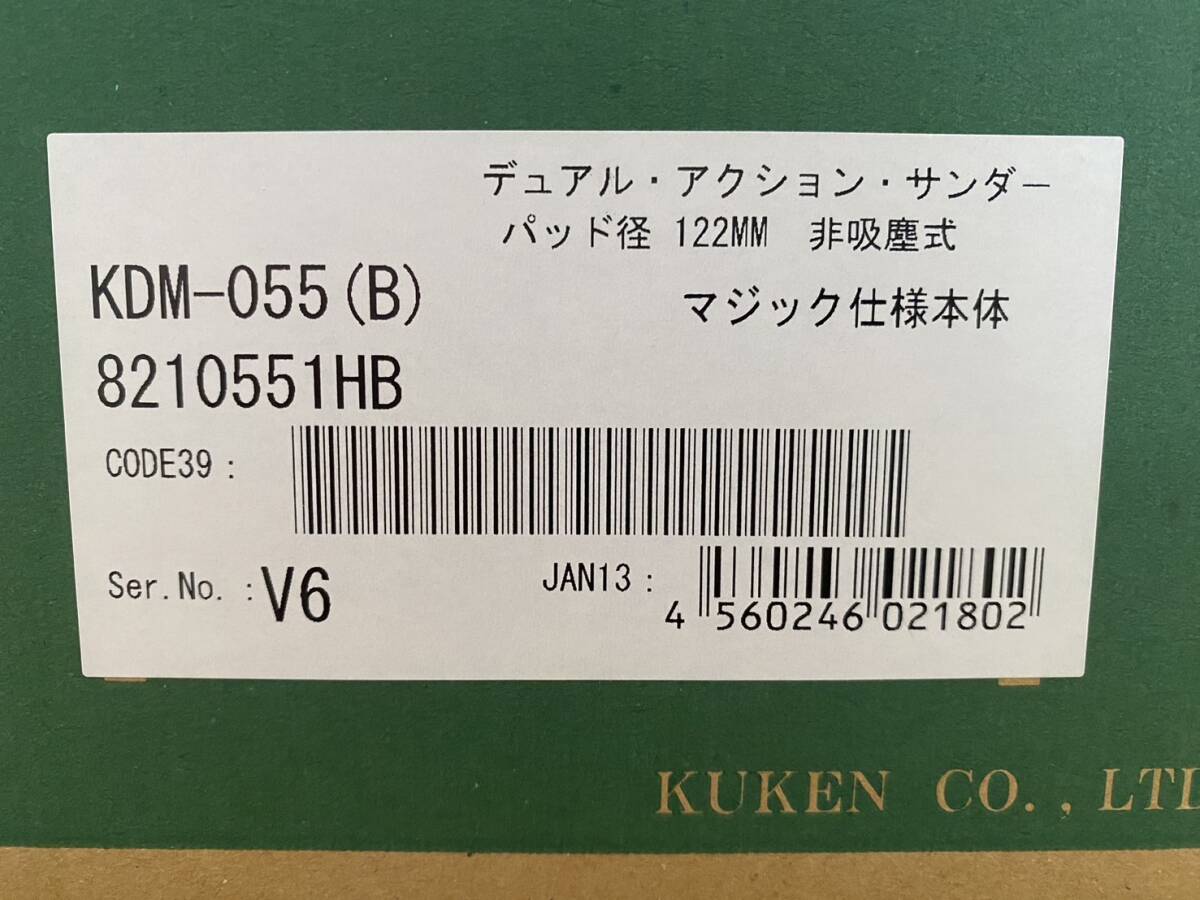 デュアル・アクション・サンダー
パッド径 122MM 非吸塵式
KDM-055(B)
マジック仕様本体
8210551HB
CODE39 :
Ser.No. : V6
JAN13 :
4 560246 021802
KUKEN CO., LTD